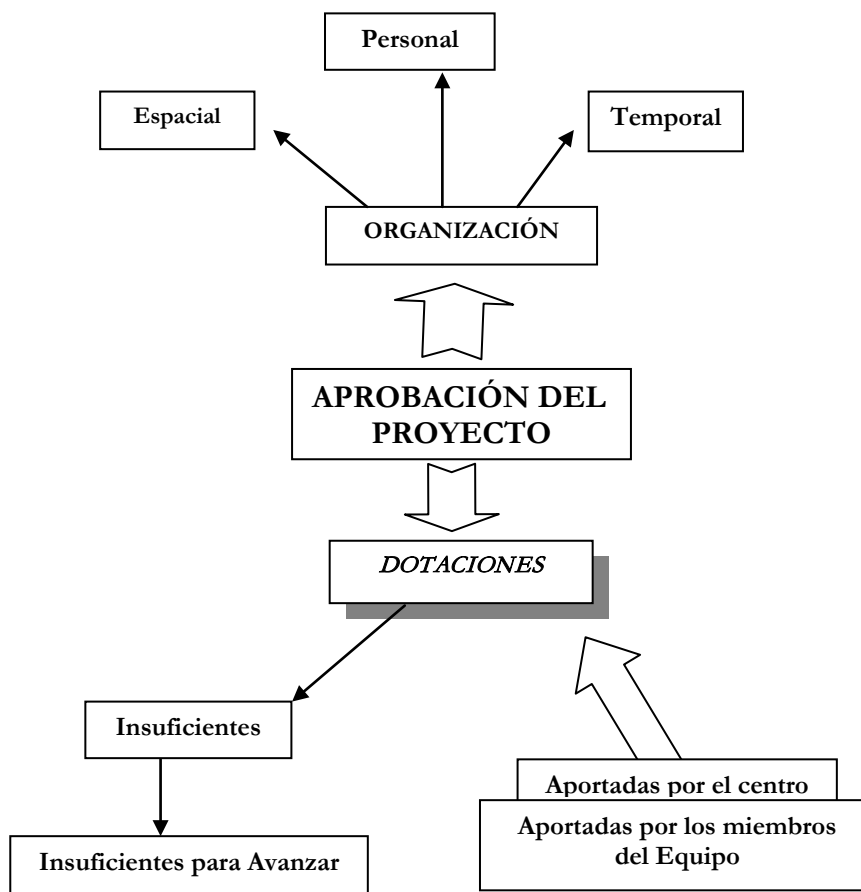 Personal
Espacial
Temporal
ORGANIZACIÓN
APROBACIÓN DEL
PROYECTO
DOTACIONES
Insuficientes
Aportadas por el centro
Aportadas por los miembros
del Equipo
Insuficientes para Avanzar